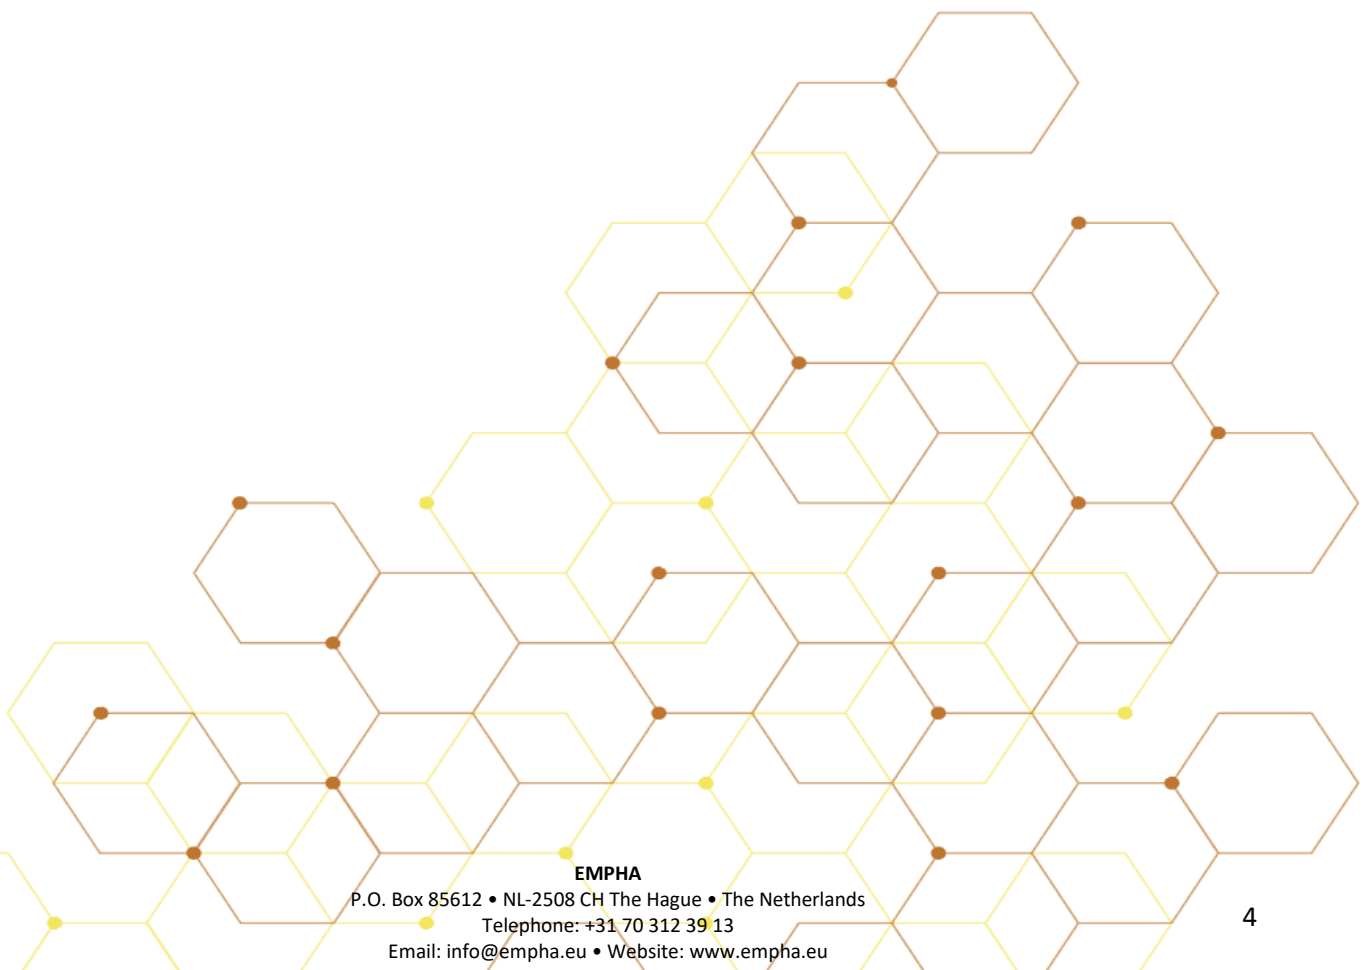 EMPHA
P.O. Box 85612 • NL-2508 CH The Hague • The Netherlands
Telephone: +31 70 312 39 13
Email: info@empha.eu • Website: www.empha.eu
4